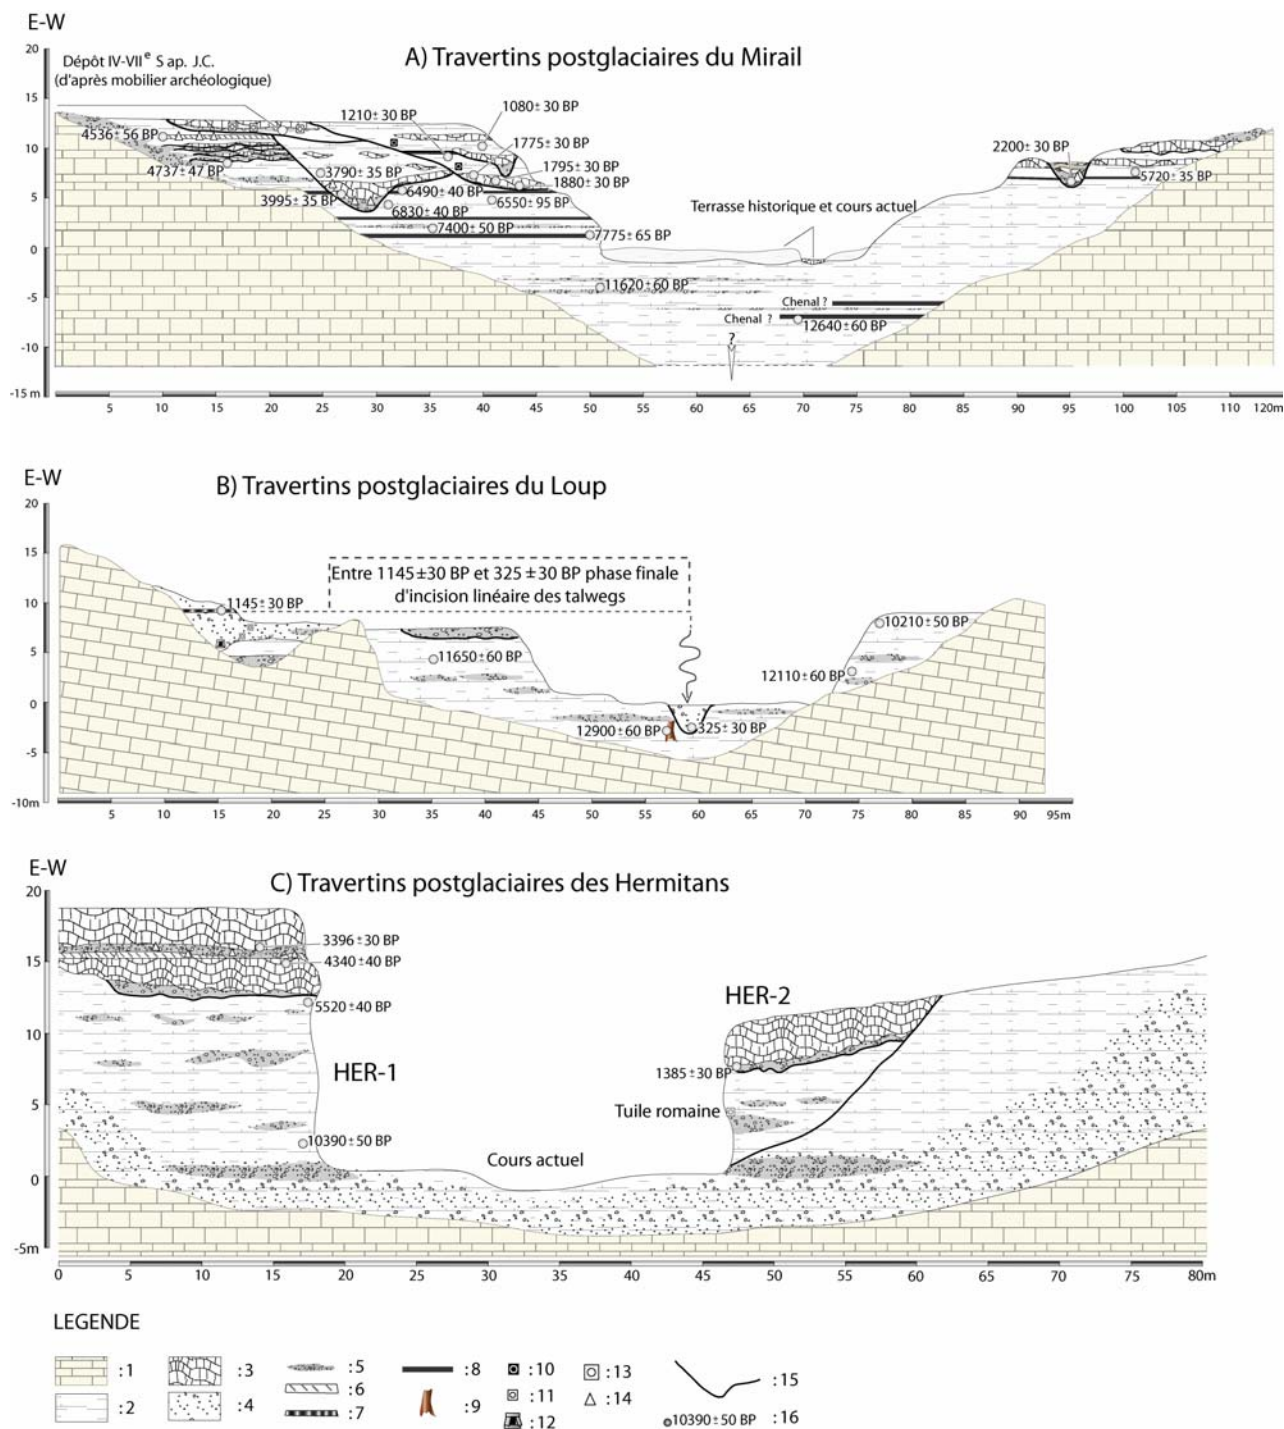 E-W
A) Travertins postglaciaires du Mirail
20
Dépôt IV-VIIe S ap. J.C.
(d'après mobilier archéologique)
15
1080± 30 BP
1210± 30 BP
4536± 56 BP
1775± 30 BP
2200± 30 BP
10
4737± 47 BP
3790± 35 BP
1795± 30 BP
5720± 35 BP
1880± 30 BP
6490± 40 BP
5
3995± 35 BP
6550± 95 BP
6830± 40 BP
Terrasse historique et cours actuel
7400± 50 BP
7775± 65 BP
0
11620±60 BP
-5
Chenal ?
Chenal ?
12640±60 BP
-10
?
-15 m
5 10 15 20 25 30 35 40 45 50 55 60 65 70 75 80 85 90 95 100 105 110 120m
E-W
B) Travertins postglaciaires du Loup
20
15
Entre 1145±30 BP et 325 ±30 BP phase finale
d'incision linéaire des talwegs
10
1145± 30 BP
10210±50 BP
5
11650±60 BP
12110±60 BP
0
12900±60 BP
325± 30 BP
-5
-10m
5 10 15 20 25 30 35 40 45 50 55 60 65 70 75 80 85 90 95m
E-W
C) Travertins postglaciaires des Hermitans
20
3396±30 BP
15
4340±40 BP
5520±40 BP
HER-2
10
HER-1
1385±30 BP
Tuile romaine
5
10390±50 BP
Cours actuel
0
-5m
0 5 10 15 20 25 30 35 40 45 50 55 60 65 70 75 80m
LEGENDE
:1 :3 :5 :8 :10 :13 :15
:6 :11 :14
:2 :4 :7 :9 :12 10390±50 BP :16